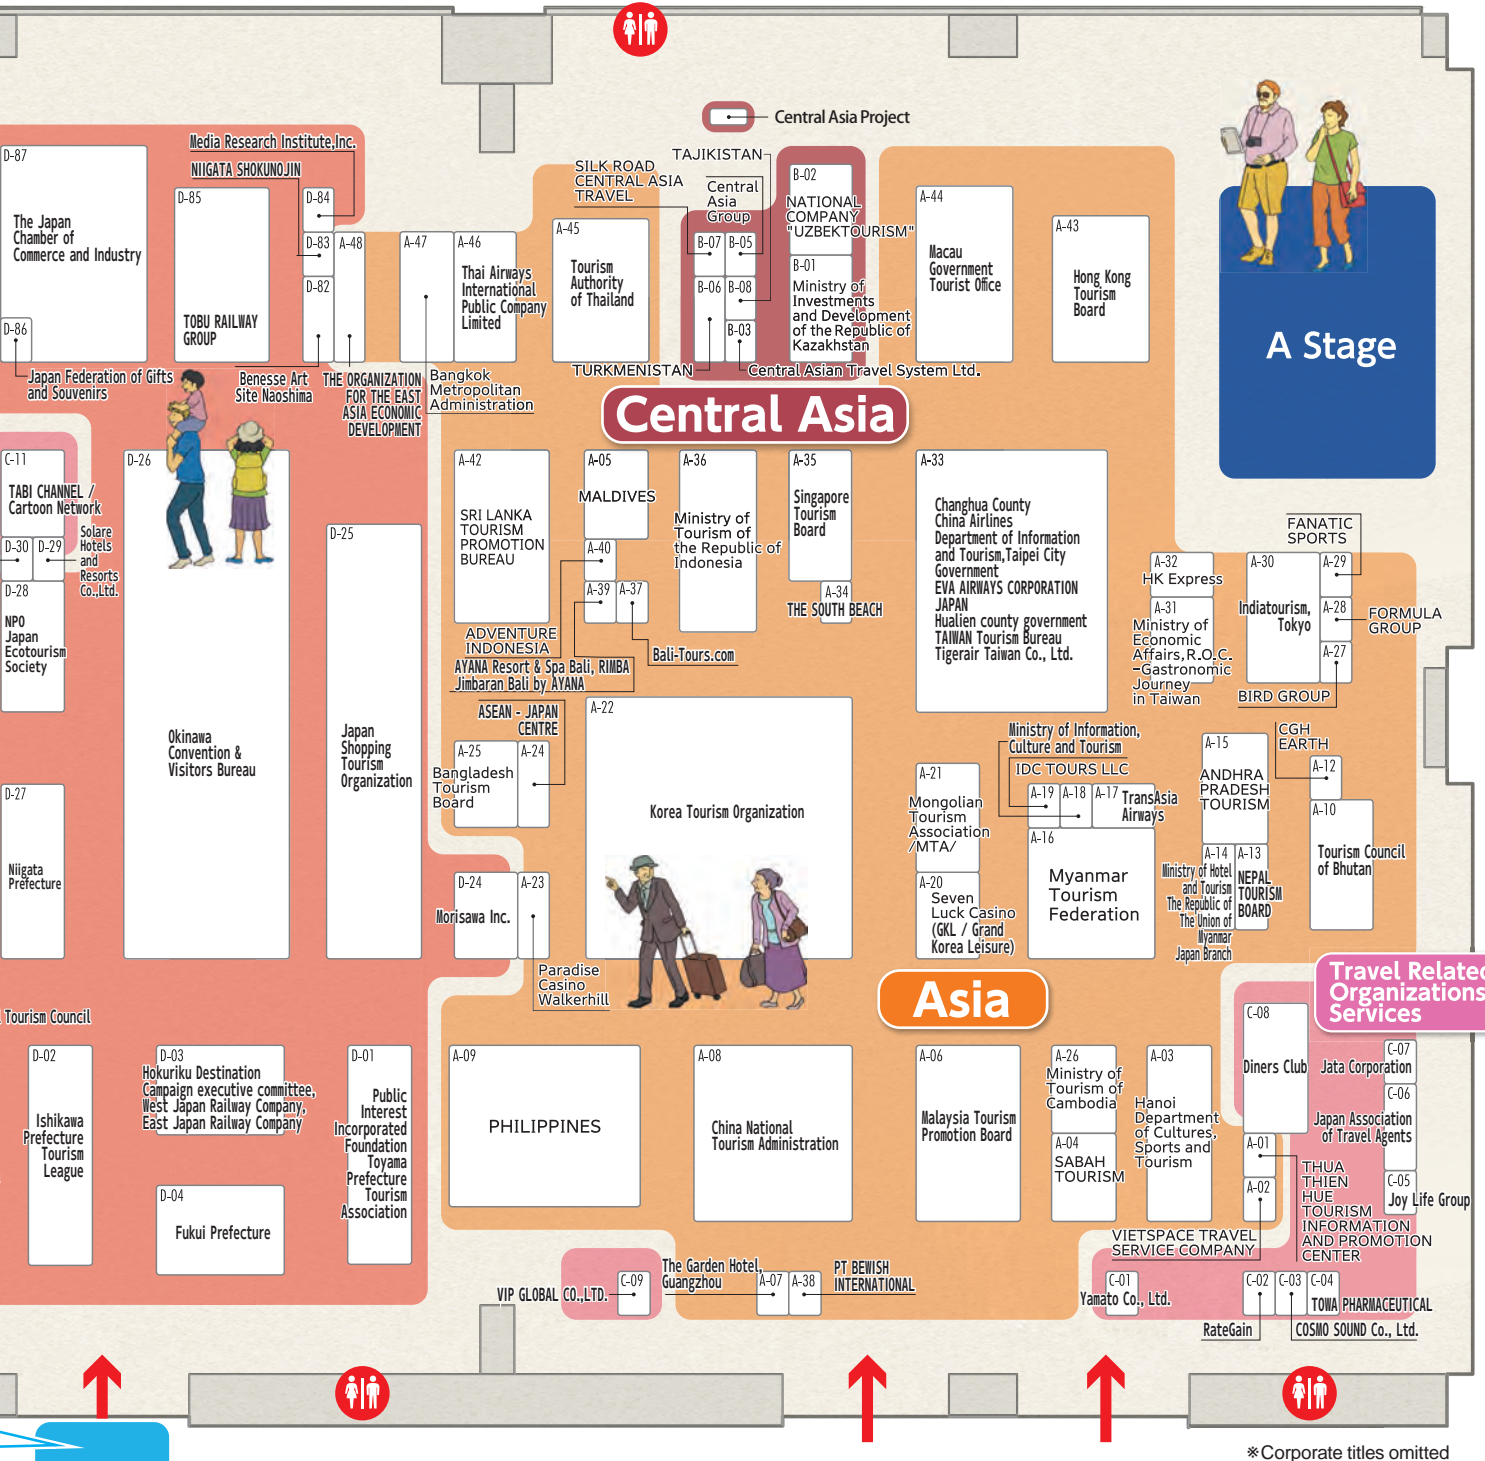 Central Asia Project
Media Research Institute,Inc.
NIIGATA SHOKUNOJIN
D-87
The Japan
Chamber of
Commerce and Industry
D-86
Japan Federation of Gifts
and Souvenirs
D-85
TOBU RAILWAY
GROUP
D-84
D-83
D-82
Benesse Art
Site Naoshima
A-48
THE ORGANIZATION
FOR THE EAST
ASIA ECONOMIC
DEVELOPMENT
A-47
Bangkok
Metropolitan
Administration
A-46
Thai Airways
International
Public Company
Limited
A-45
Tourism
Authority
of Thailand
SILK ROAD
CENTRAL ASIA
TRAVEL
TAJIKISTAN
Central
Asia
Group
B-07
B-05
B-06
B-08
B-03
TURKMENISTAN
Central Asian Travel System Ltd.
B-02
NATIONAL
COMPANY
"UZBEKTOURISM"
B-01
Ministry of
Investments
and Development
of the Republic of
Kazakhstan
A-44
Macau
Government
Tourist Office
A-43
Hong Kong
Tourism
Board
A Stage
Central Asia
C-11
TABI CHANNEL /
Cartoon Network
D-30
D-29
Solare
Hotels
and
Resorts
Co.,Ltd.
D-28
NPO
Japan
Ecotourism
Society
D-27
Niigata
Prefecture
D-26
Okinawa
Convention &
Visitors Bureau
D-25
Japan
Shopping
Tourism
Organization
A-42
SRI LANKA
TOURISM
PROMOTION
BUREAU
A-05
MALDIVES
A-40
A-39
A-37
ADVENTURE
INDONESIA
AYANA Resort & Spa Bali, RIMBA
Jimbaran Bali by AYANA
Bali-Tours.com
A-36
Ministry of
Tourism of
the Republic of
Indonesia
A-35
Singapore
Tourism
Board
A-34
THE SOUTH BEACH
A-33
Changhua County
China Airlines
Department of Information
and Tourism,Taipei City
Government
EVA AIRWAYS CORPORATION
JAPAN
Hualien county government
TAIWAN Tourism Bureau
Tigerair Taiwan Co., Ltd.
A-32
HK Express
A-31
Ministry of
Economic
Affairs,R.O.C.
-Gastronomic
Journey
in Taiwan
FANATIC
SPORTS
A-30
Indiatourism,
Tokyo
A-29
A-28
FORMULA
GROUP
A-27
BIRD GROUP
ASEAN - JAPAN
CENTRE
A-25
Bangladesh
Tourism
Board
A-24
A-22
Korea Tourism Organization
D-24
Morisawa Inc.
A-23
Paradise
Casino
Walkerhill
Ministry of Information,
Culture and Tourism
IDC TOURS LLC
A-21
Mongolian
Tourism
Association
/MTA/
A-20
Seven
Luck Casino
(GKL / Grand
Korea Leisure)
A-19
A-18
A-17
TransAsia
Airways
A-16
Myanmar
Tourism
Federation
A-15
ANDHRA
PRADESH
TOURISM
A-14
Ministry of Hotel
and Tourism
The Republic of
The Union of
Myanmar
Japan Branch
A-13
NEPAL
TOURISM
BOARD
CGH
EARTH
A-12
A-10
Tourism Council
of Bhutan
Asia
Travel Related
Organizations
Services
Tourism Council
D-02
Ishikawa
Prefecture
Tourism
League
D-03
Hokuriku Destination
Campaign executive committee,
West Japan Railway Company,
East Japan Railway Company
D-04
Fukui Prefecture
D-01
Public
Interest
Incorporated
Foundation
Toyama
Prefecture
Tourism
Association
A-09
PHILIPPINES
A-08
China National
Tourism Administration
A-06
Malaysia Tourism
Promotion Board
A-26
Ministry of
Tourism of
Cambodia
A-04
SABAH
TOURISM
A-03
Hanoi
Department
of Cultures,
Sports and
Tourism
C-08
Diners Club
A-01
A-02
THUA
THIEN
HUE
TOURISM
INFORMATION
AND PROMOTION
CENTER
VIETSPACE TRAVEL
SERVICE COMPANY
C-07
Jata Corporation
C-06
Japan Association
of Travel Agents
C-05
Joy Life Group
VIP GLOBAL CO.,LTD.
C-09
The Garden Hotel,
Guangzhou
A-07
A-38
PT BEWISH
INTERNATIONAL
C-01
Yamato Co., Ltd.
C-02
C-03
C-04
TOWA PHARMACEUTICAL
RateGain
COSMO SOUND Co., Ltd.
※Corporate titles omitted